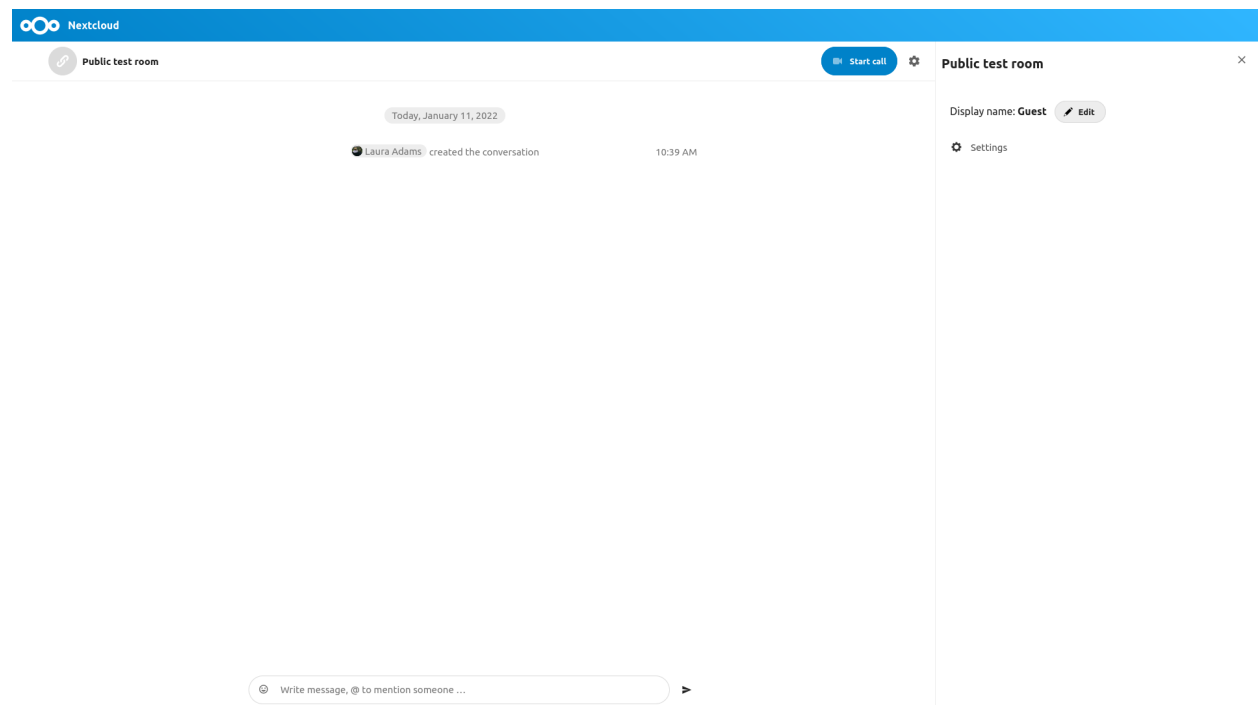 Nextcloud
Public test room
Start call
Today, January 11, 2022
Laura Adams created the conversation 10:39 AM
Write message, @ to mention someone ...
Public test room
Display name: Guest Edit
Settings